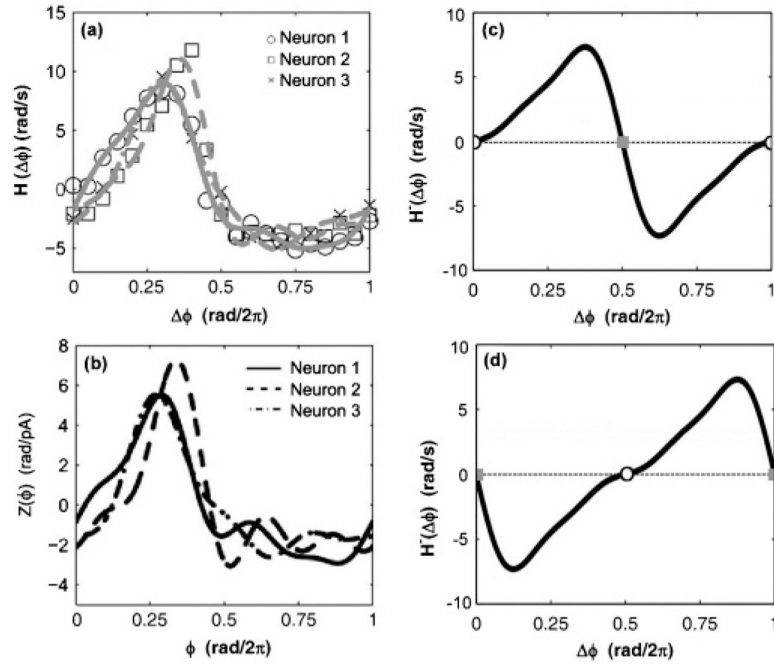 (a)
Neuron 1
Neuron 2
Neuron 3
H (Δϕ) (rad/s)
15
10
5
0
−5
0 0.25 0.5 0.75 1
Δϕ (rad/2π)
(c)
H⁻(Δϕ) (rad/s)
10
5
0
-5
-10
0 0.25 0.5 0.75 1
Δϕ (rad/2π)
(b)
Neuron 1
Neuron 2
Neuron 3
Z(ϕ) (rad/pA)
8
6
4
2
0
−2
−4
0 0.25 0.5 0.75 1
ϕ (rad/2π)
(d)
H⁻(Δϕ) (rad/s)
10
5
0
-5
-10
0 0.25 0.5 0.75 1
Δϕ (rad/2π)